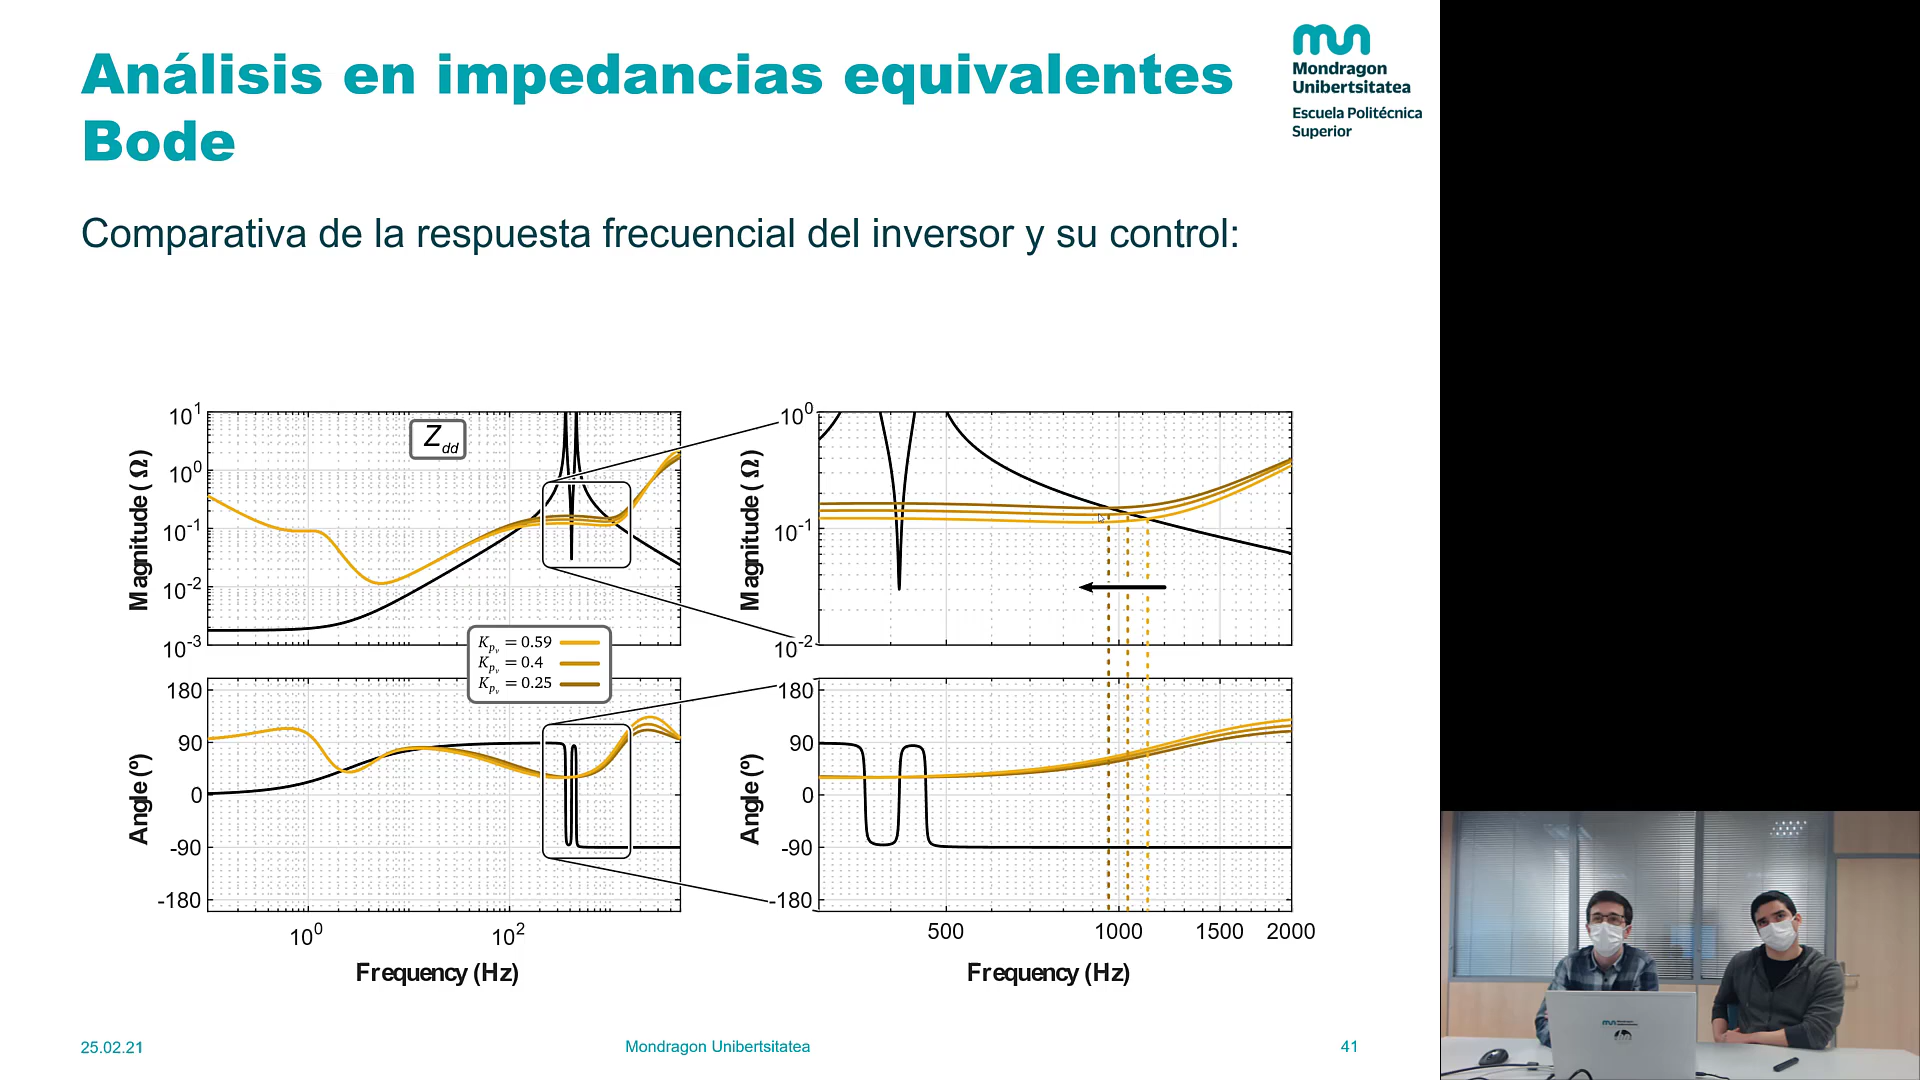 Análisis en impedancias equivalentes
Bode
Mondragon
Unibertsitatea
Escuela Politécnica
Superior
Comparativa de la respuesta frecuencial del inversor y su control:
Z_dd
Magnitude (Ω)
10^1
10^0
10^-1
10^-2
10^-3
Magnitude (Ω)
10^0
10^-1
10^-2
K_pv = 0.59
K_pv = 0.4
K_pv = 0.25
Angle (º)
180
90
0
-90
-180
10^0
10^2
Frequency (Hz)
Angle (º)
180
90
0
-90
-180
500
1000
1500
2000
Frequency (Hz)
25.02.21
Mondragon Unibertsitatea
41